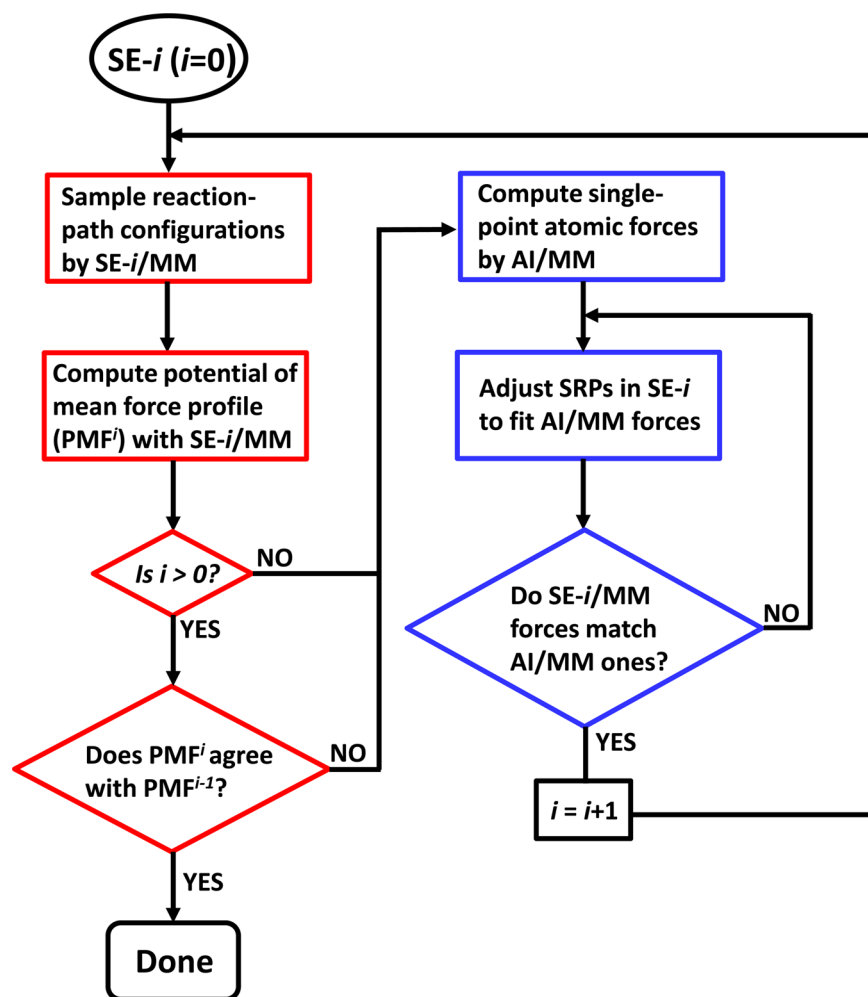 SE-i (i=0)
Sample reaction-
path configurations
by SE-i/MM
Compute potential of
mean force profile
(PMFⁱ) with SE-i/MM
Is i > 0?
NO
YES
Does PMFⁱ agree
with PMFⁱ⁻¹?
NO
YES
Done
Compute single-
point atomic forces
by AI/MM
Adjust SRPs in SE-i
to fit AI/MM forces
Do SE-i/MM
forces match
AI/MM ones?
NO
YES
i = i+1